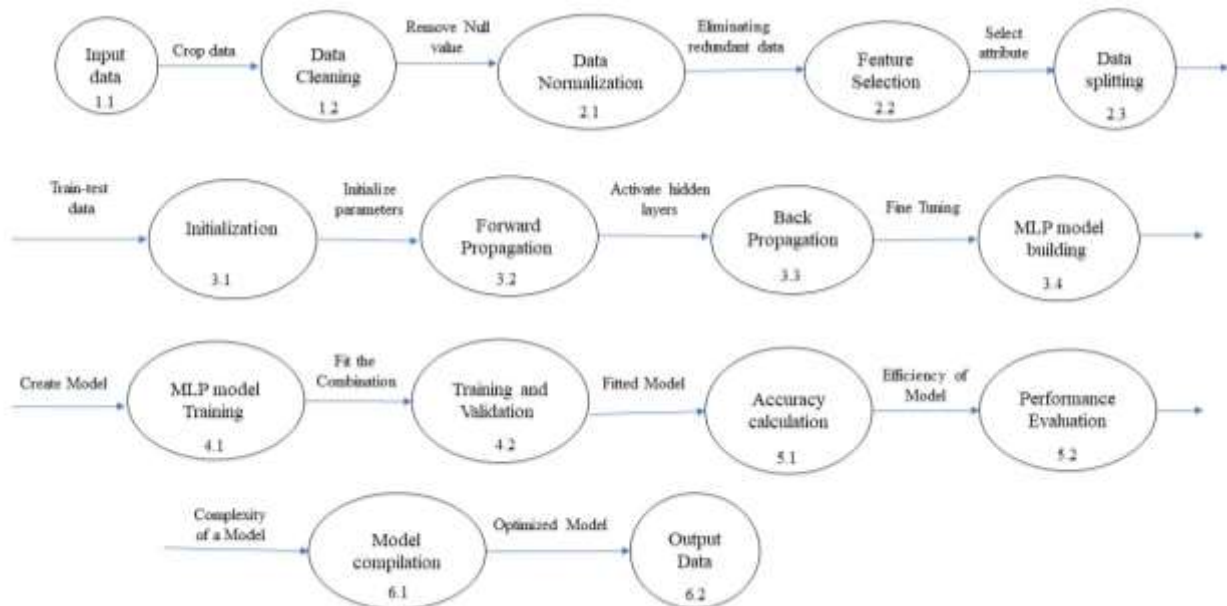 Input
data
1.1
Crop data
Data
Cleaning
1.2
Remove Null
value
Data
Normalization
2.1
Eliminating
redundant data
Feature
Selection
2.2
Select
attribute
Data
splitting
2.3
Train-test
data
Initialization
3.1
Initialize
parameters
Forward
Propagation
3.2
Activate hidden
layers
Back
Propagation
3.3
Fine Tuning
MLP model
building
3.4
Create Model
MLP model
Training
4.1
Fit the
Combination
Training and
Validation
4.2
Fitted Model
Accuracy
calculation
5.1
Efficiency of
Model
Performance
Evaluation
5.2
Complexity
of a Model
Model
compilation
6.1
Optimized Model
Output
Data
6.2